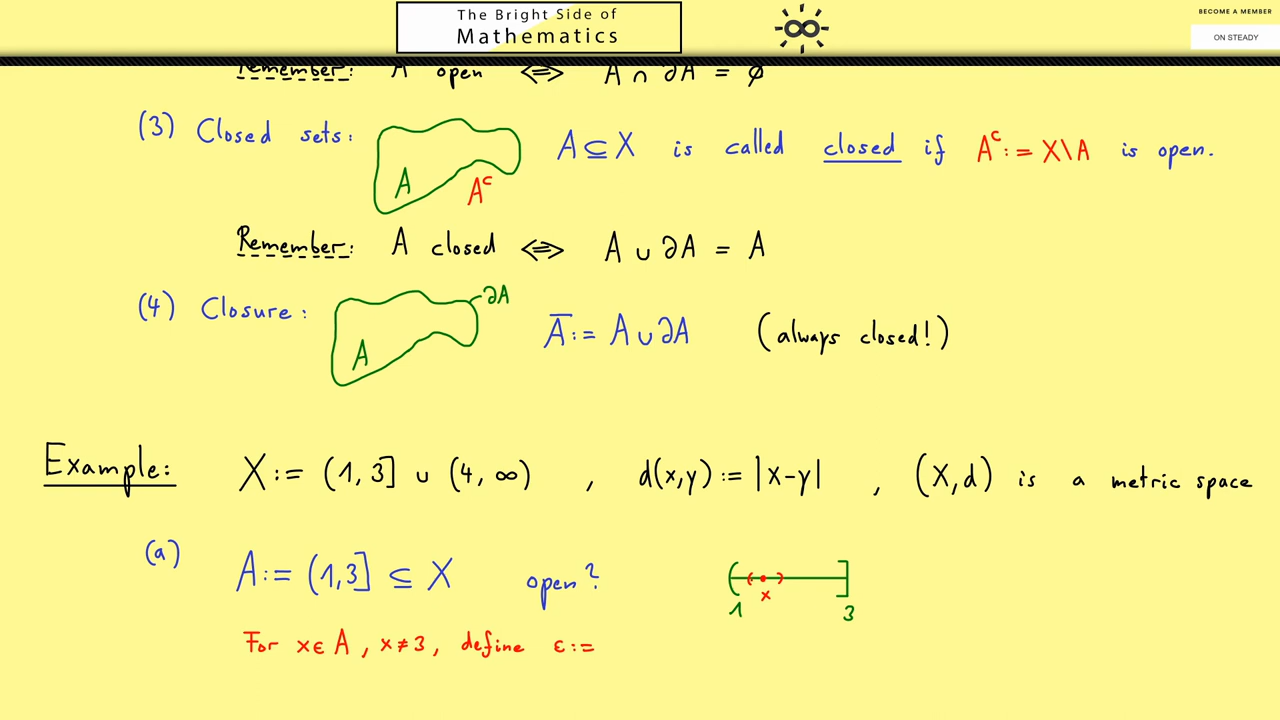 The Bright Side of
Mathematics
BECOME A MEMBER
ON STEADY
Remember: A open ⟺ A ∩ ∂A = ∅
(3) Closed sets: A ⊆ X is called closed if Aᶜ := X\A is open.
A Aᶜ
Remember: A closed ⟺ A ∪ ∂A = A
(4) Closure: ∂A A̅ := A ∪ ∂A (always closed!)
A
Example: X := (1,3] ∪ (4,∞) , d(x,y) := |x-y| , (X,d) is a metric space
(a) A := (1,3] ⊆ X open?
x
1 3
For x∈A, x≠3, define ε :=